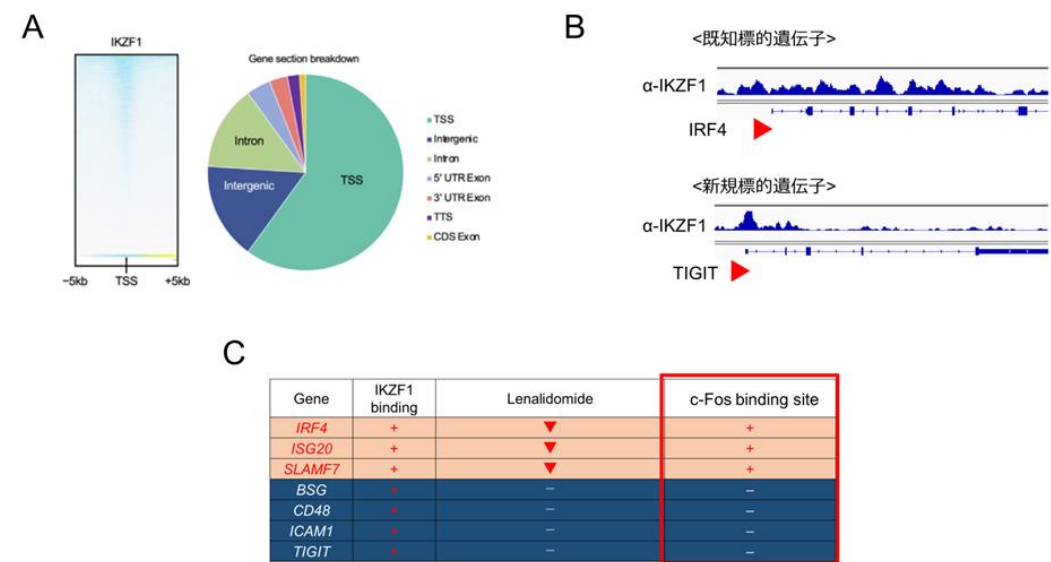 A
IKZF1
−5kb TSS +5kb
Gene section breakdown
Intron
Intergenic
TSS
TSS
Intergenic
Intron
5' UTR Exon
3' UTR Exon
TTS
CDS Exon
B
<既知標的遺伝子>
α-IKZF1
IRF4
<新規標的遺伝子>
α-IKZF1
TIGIT
C
Gene IKZF1 binding Lenalidomide c-Fos binding site
IRF4 + ▼ +
ISG20 + ▼ +
SLAMF7 + ▼ +
BSG + − −
CD48 + − −
ICAM1 + − −
TIGIT + − −